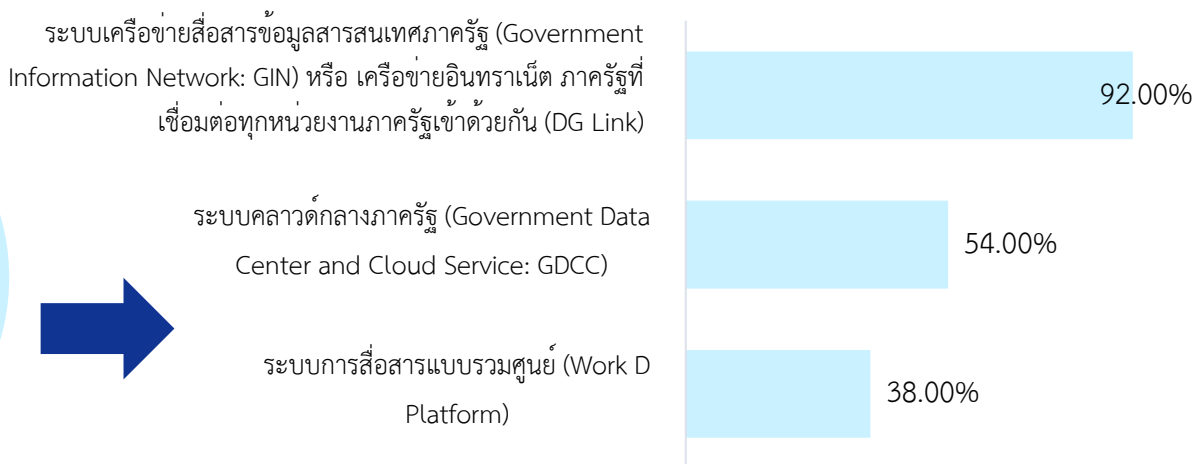 ระบบเครือข่ายสื่อสารข้อมูลสารสนเทศภาครัฐ (Government
Information Network: GIN) หรือ เครือข่ายอินทราเน็ต ภาครัฐที่
เชื่อมต่อทุกหน่วยงานภาครัฐเข้าด้วยกัน (DG Link)
92.00%
ระบบคลาวด์กลางภาครัฐ (Government Data
Center and Cloud Service: GDCC)
54.00%
ระบบการสื่อสารแบบรวมศูนย์ (Work D
Platform)
38.00%